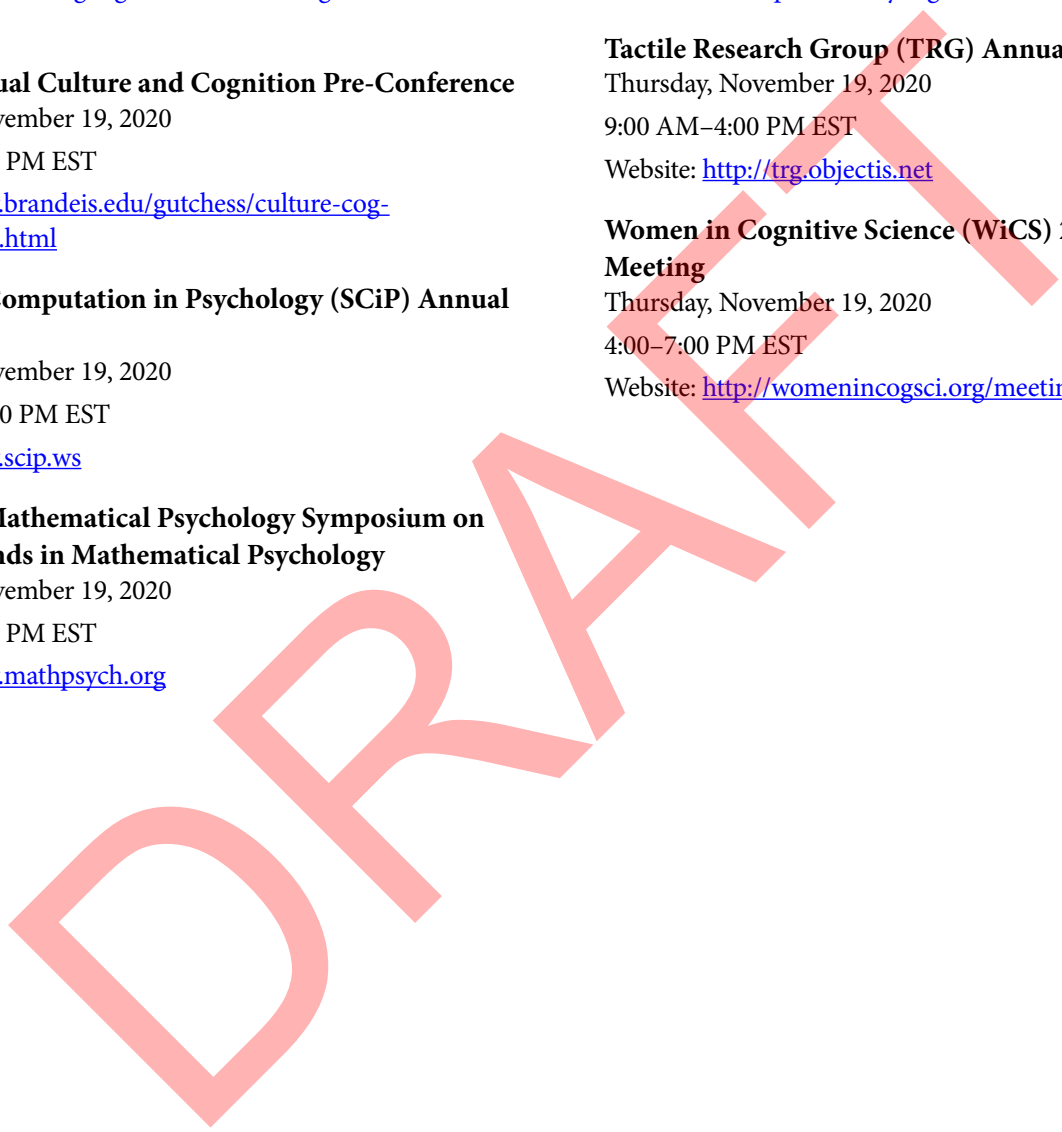 ual Culture and Cognition Pre-Conference
vember 19, 2020
PM EST
.brandeis.edu/gutchess/culture-cog-
.html
Computation in Psychology (SCiP) Annual
vember 19, 2020
0 PM EST
.scip.ws
Mathematical Psychology Symposium on
nds in Mathematical Psychology
vember 19, 2020
PM EST
.mathpsych.org
Tactile Research Group (TRG) Annua
Thursday, November 19, 2020
9:00 AM–4:00 PM EST
Website: http://trg.objectis.net
Women in Cognitive Science (WiCS)
Meeting
Thursday, November 19, 2020
4:00–7:00 PM EST
Website: http://womenincogsci.org/meetin
DRAFT